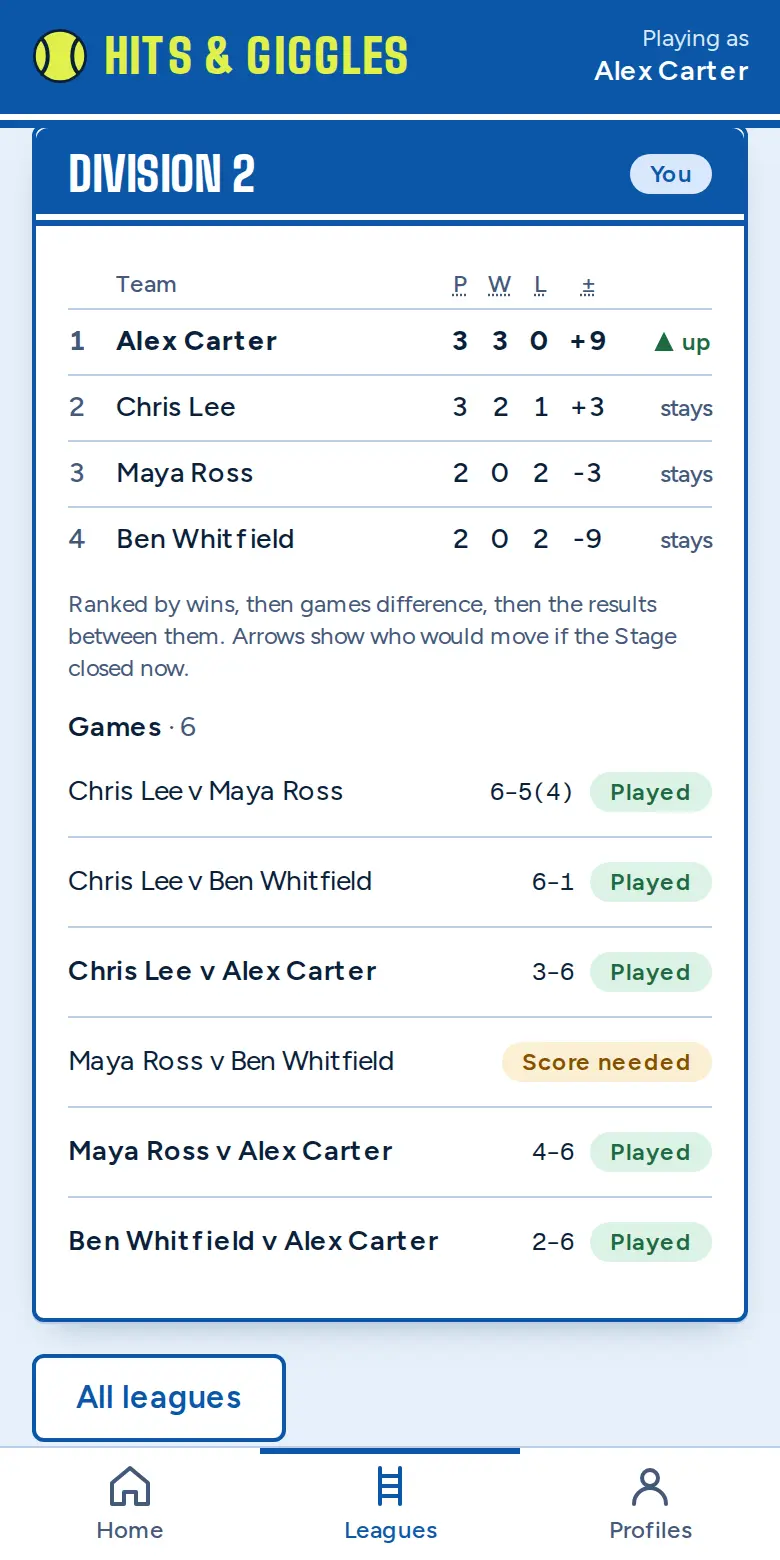 HITS & GIGGLES
Playing as
Alex Carter
DIVISION 2
You
Team P W L ±
1 Alex Carter 3 3 0 +9 ▲ up
2 Chris Lee 3 2 1 +3 stays
3 Maya Ross 2 0 2 -3 stays
4 Ben Whitfield 2 0 2 -9 stays
Ranked by wins, then games difference, then the results
between them. Arrows show who would move if the Stage
closed now.
Games · 6
Chris Lee v Maya Ross 6–5(4) Played
Chris Lee v Ben Whitfield 6–1 Played
Chris Lee v Alex Carter 3–6 Played
Maya Ross v Ben Whitfield Score needed
Maya Ross v Alex Carter 4–6 Played
Ben Whitfield v Alex Carter 2–6 Played
All leagues
Home Leagues Profiles